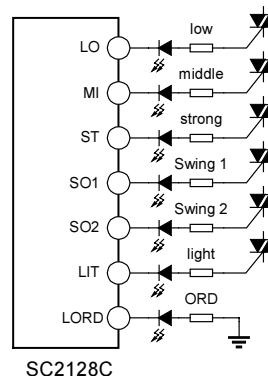 LO low
MI middle
ST strong
SO1 Swing 1
SO2 Swing 2
LIT light
LORD ORD
SC2128C